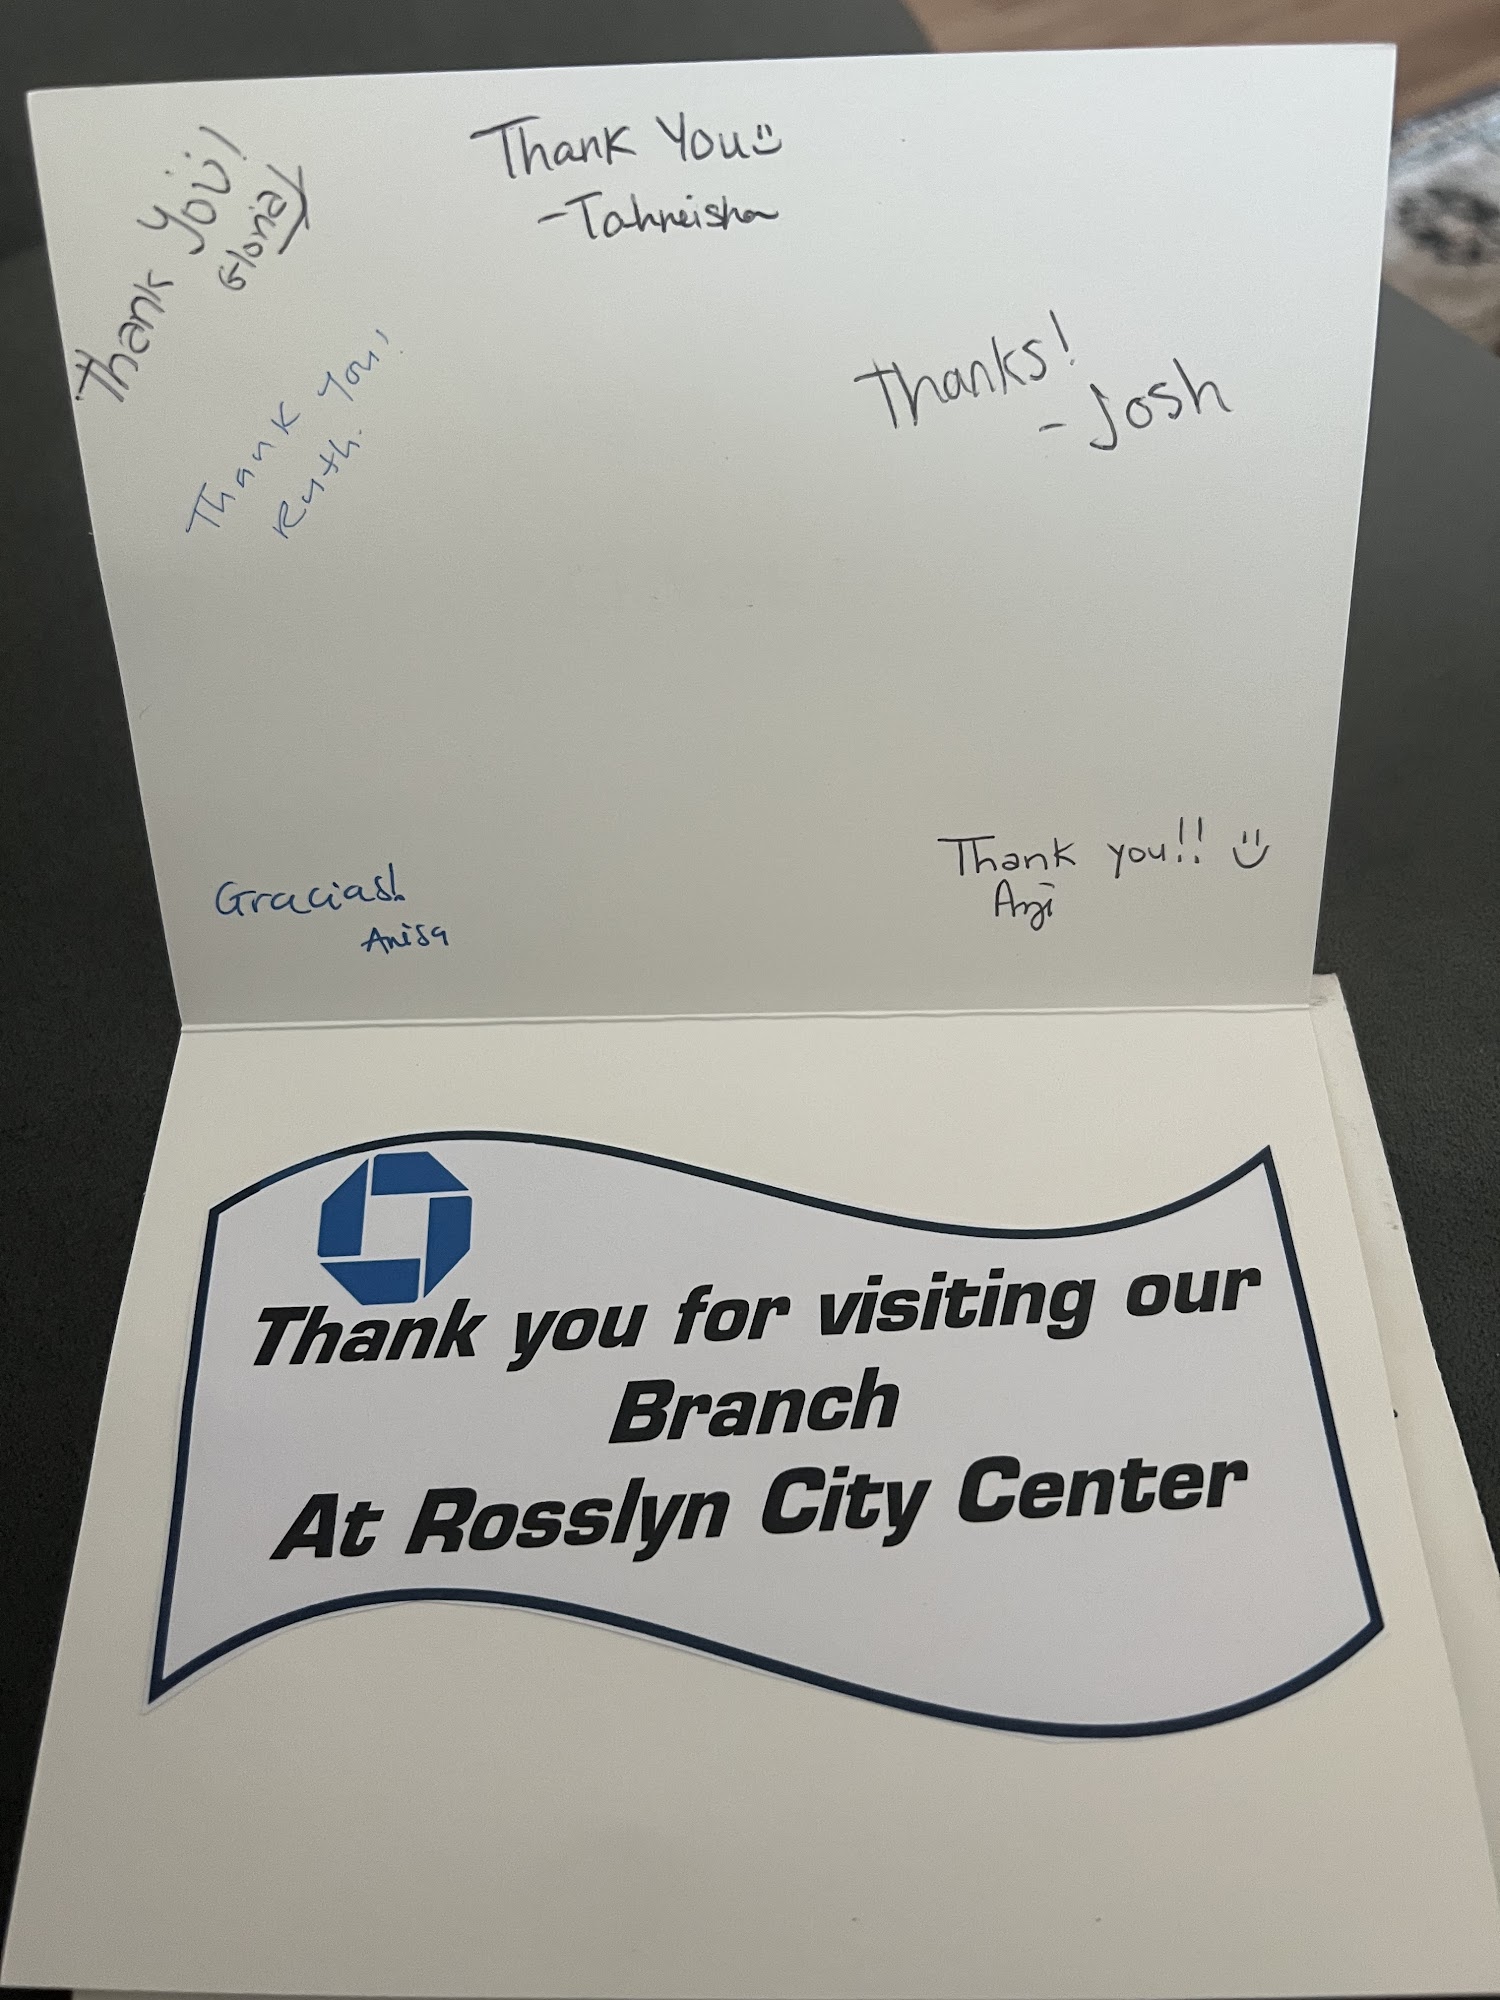 Thank You!
Gloria
Thank You
-Tahneisha
Thank You!
Ruth.
Thanks!
-Josh
Gracias!
Anisa
Thank you!!
Anji
Thank you for visiting our
Branch
At Rosslyn City Center